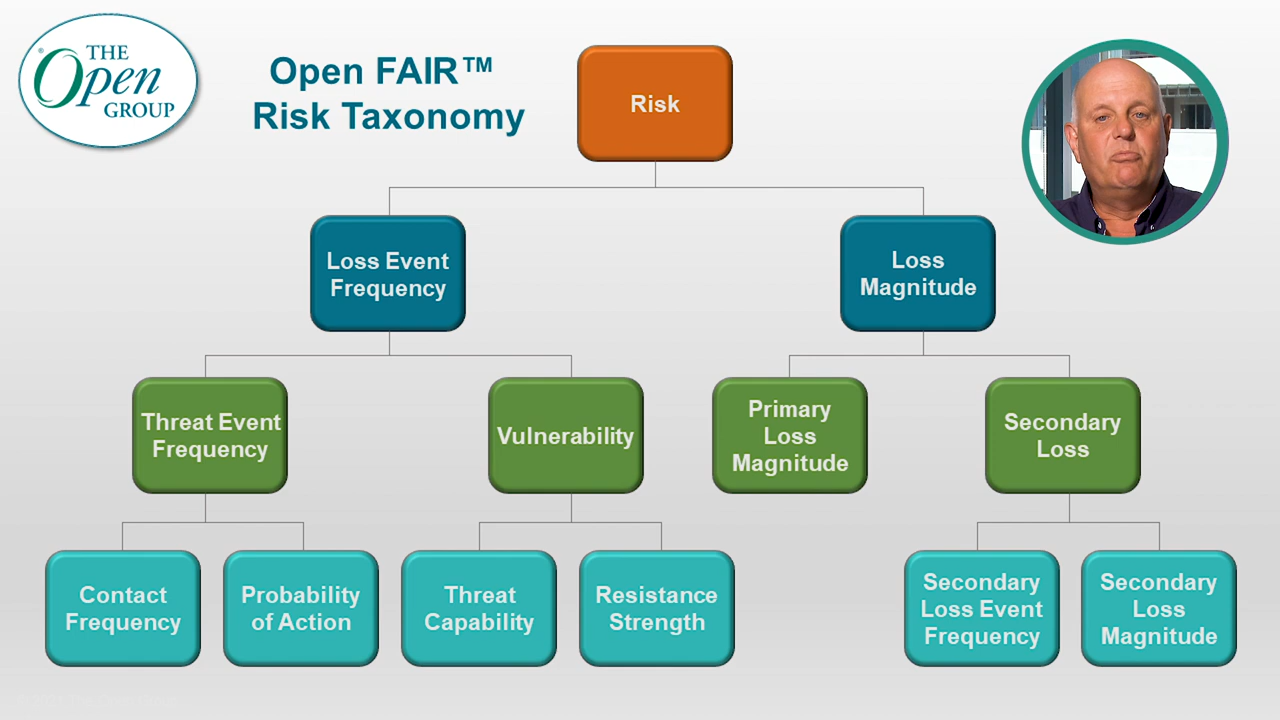 THE
Open
GROUP
®
Open FAIR™
Risk Taxonomy
Risk
Loss Event
Frequency
Loss
Magnitude
Threat Event
Frequency
Vulnerability
Primary
Loss
Magnitude
Secondary
Loss
Contact
Frequency
Probability
of Action
Threat
Capability
Resistance
Strength
Secondary
Loss Event
Frequency
Secondary
Loss
Magnitude